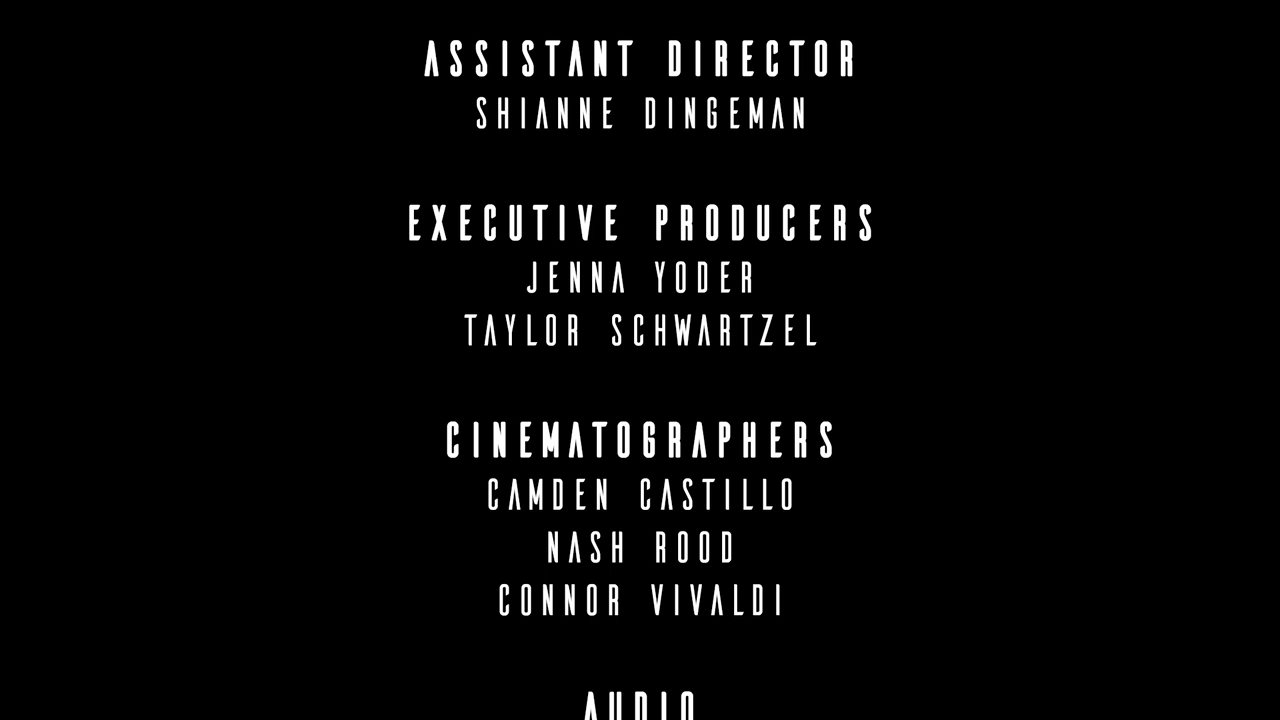 ASSISTANT DIRECTOR
SHIANNE DINGEMAN
EXECUTIVE PRODUCERS
JENNA YODER
TAYLOR SCHWARTZEL
CINEMATOGRAPHERS
CAMDEN CASTILLO
NASH ROOD
CONNOR VIVALDI
AUDIO